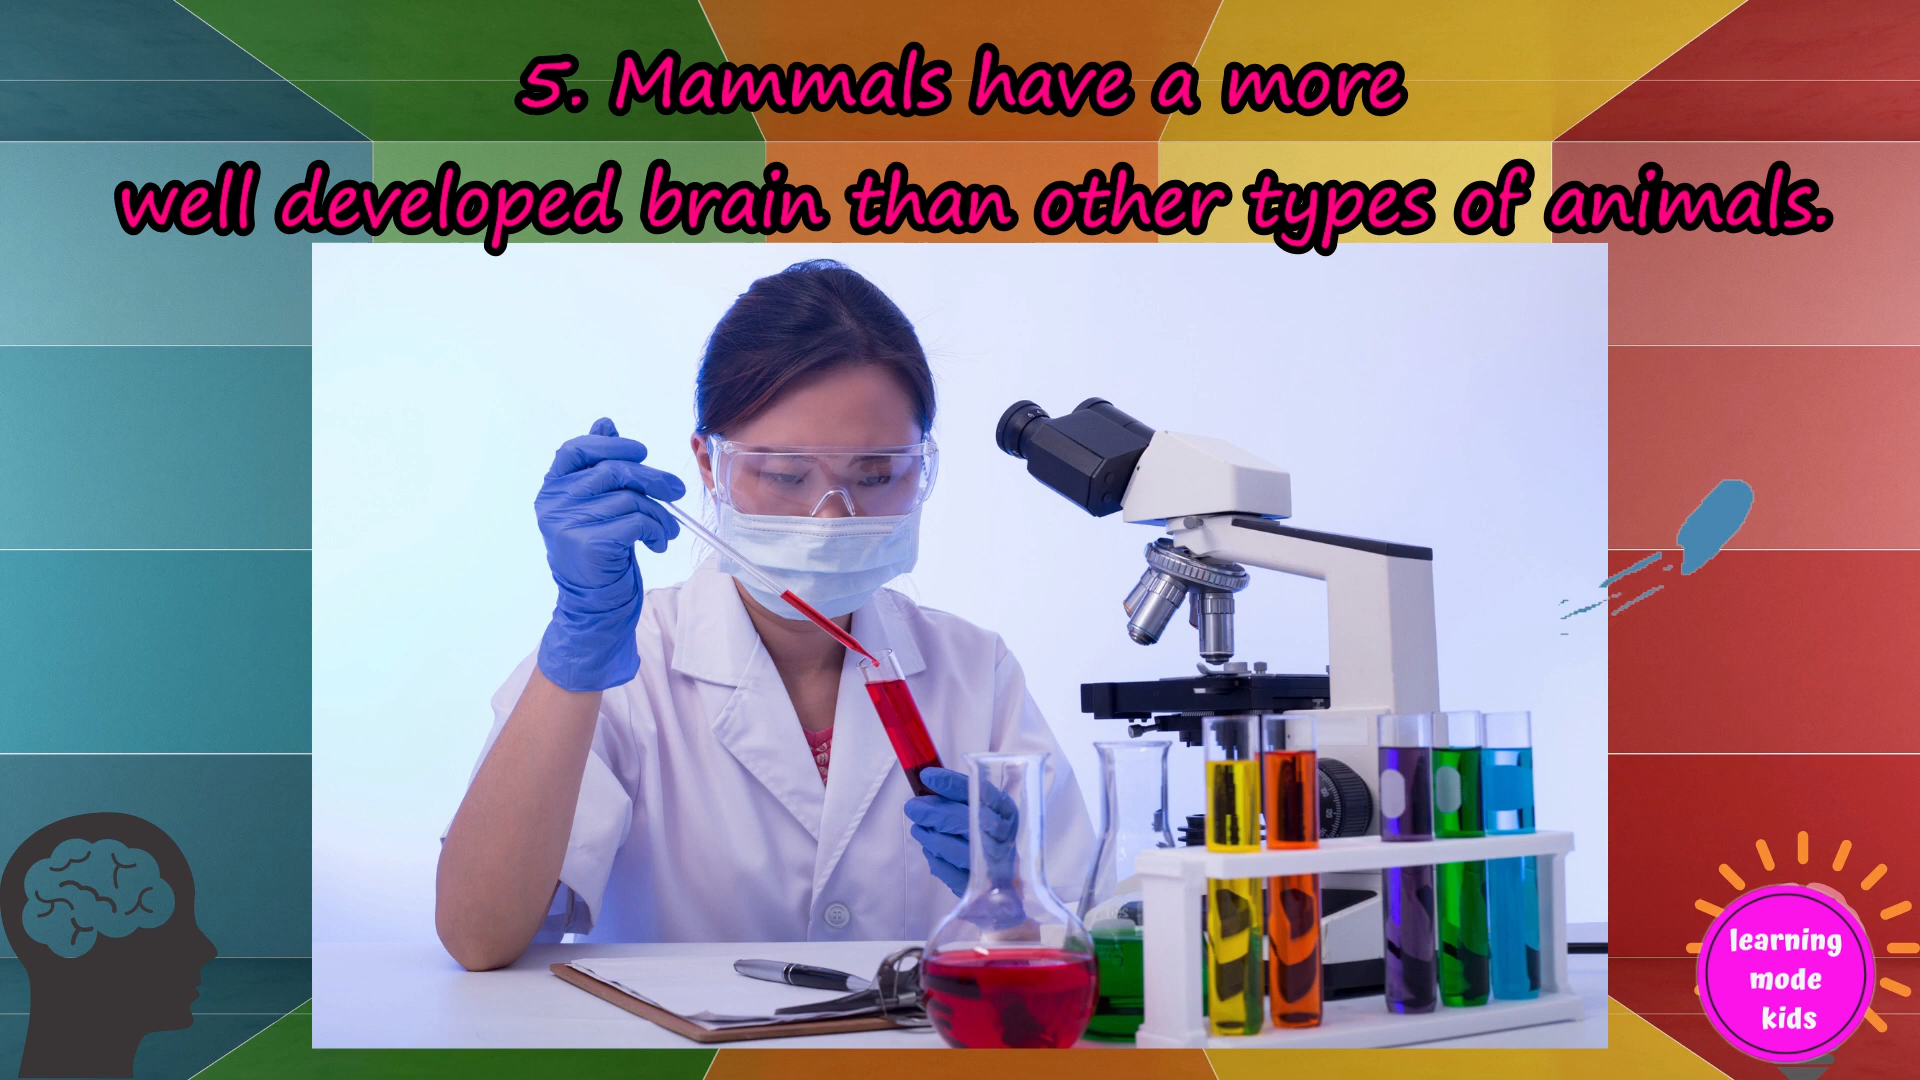 5. Mammals have a more
well developed brain than other types of animals.
learning
mode
kids